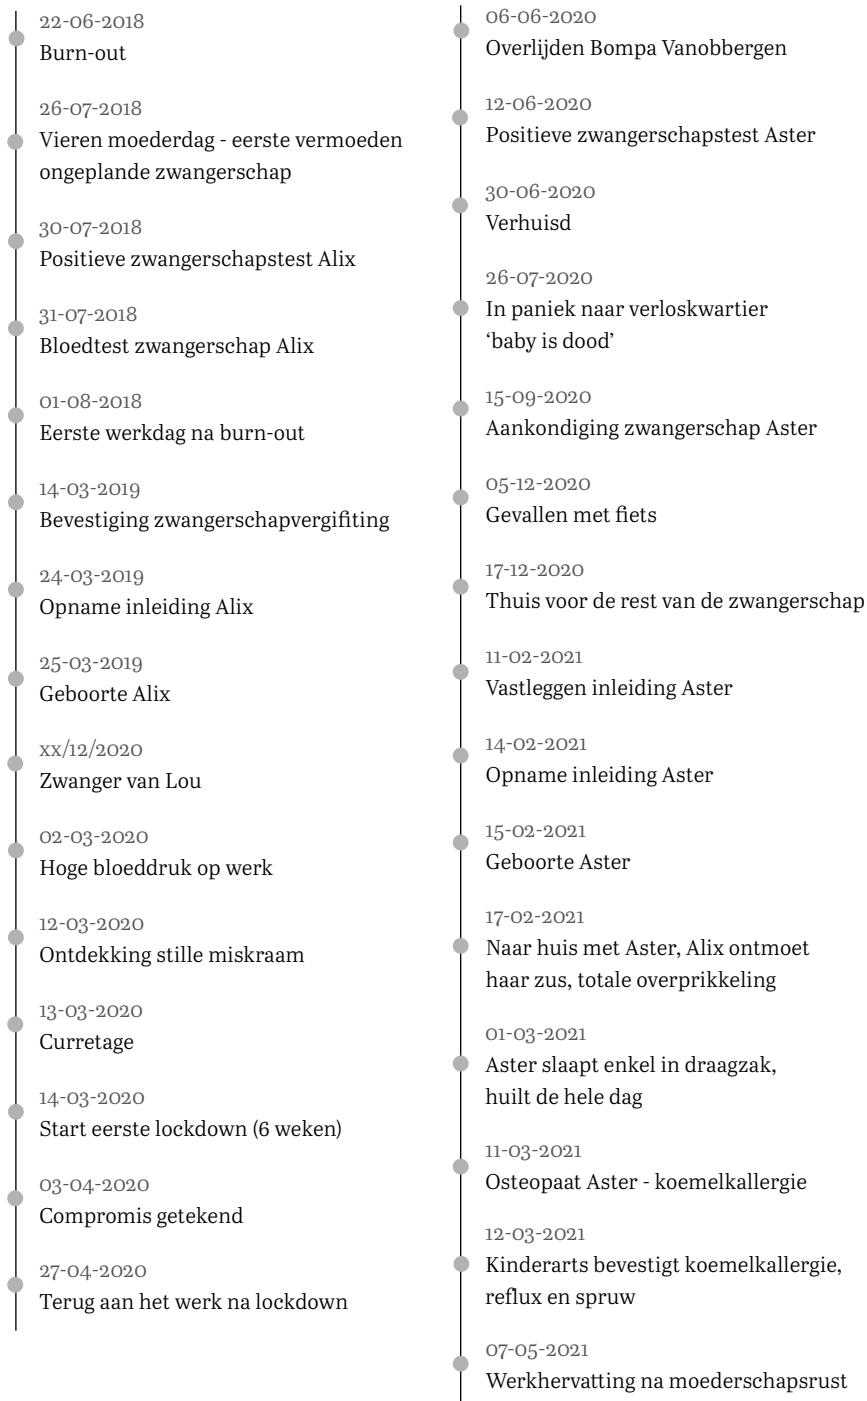 22-06-2018
Burn-out
26-07-2018
Vieren moederdag - eerste vermoeden
ongeplande zwangerschap
30-07-2018
Positieve zwangerschapstest Alix
31-07-2018
Bloedtest zwangerschap Alix
01-08-2018
Eerste werkdag na burn-out
14-03-2019
Bevestiging zwangerschapvergifiting
24-03-2019
Opname inleiding Alix
25-03-2019
Geboorte Alix
xx/12/2020
Zwanger van Lou
02-03-2020
Hoge bloeddruk op werk
12-03-2020
Ontdekking stille miskraam
13-03-2020
Curretage
14-03-2020
Start eerste lockdown (6 weken)
03-04-2020
Compromis getekend
27-04-2020
Terug aan het werk na lockdown
06-06-2020
Overlijden Bompa Vanobbergen
12-06-2020
Positieve zwangerschapstest Aster
30-06-2020
Verhuisd
26-07-2020
In paniek naar verloskwartier
‘baby is dood’
15-09-2020
Aankondiging zwangerschap Aster
05-12-2020
Gevallen met fiets
17-12-2020
Thuis voor de rest van de zwangerschap
11-02-2021
Vastleggen inleiding Aster
14-02-2021
Opname inleiding Aster
15-02-2021
Geboorte Aster
17-02-2021
Naar huis met Aster, Alix ontmoet
haar zus, totale overprikkeling
01-03-2021
Aster slaapt enkel in draagzak,
huilt de hele dag
11-03-2021
Osteopaat Aster - koemelkallergie
12-03-2021
Kinderarts bevestigt koemelkallergie,
reflux en spruw
07-05-2021
Werkhervatting na moederschapsrust